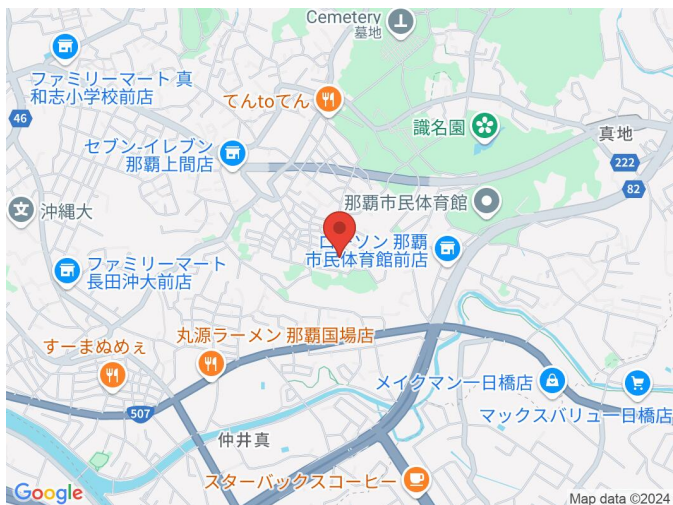 Cemetery
墓地
ファミリーマート 真
和志小学校前店
てんtoてん
46
識名園
真地
セブン-イレブン
那覇上間店
222
82
那覇市民体育館
沖縄大
ローソン 那覇
市民体育館前店
ファミリーマート
長田沖大前店
丸源ラーメン 那覇国場店
すーまぬめぇ
メイクマン一日橋店
507
マックスバリュ一日橋店
仲井真
スターバックスコーヒー
Google
Map data ©2024